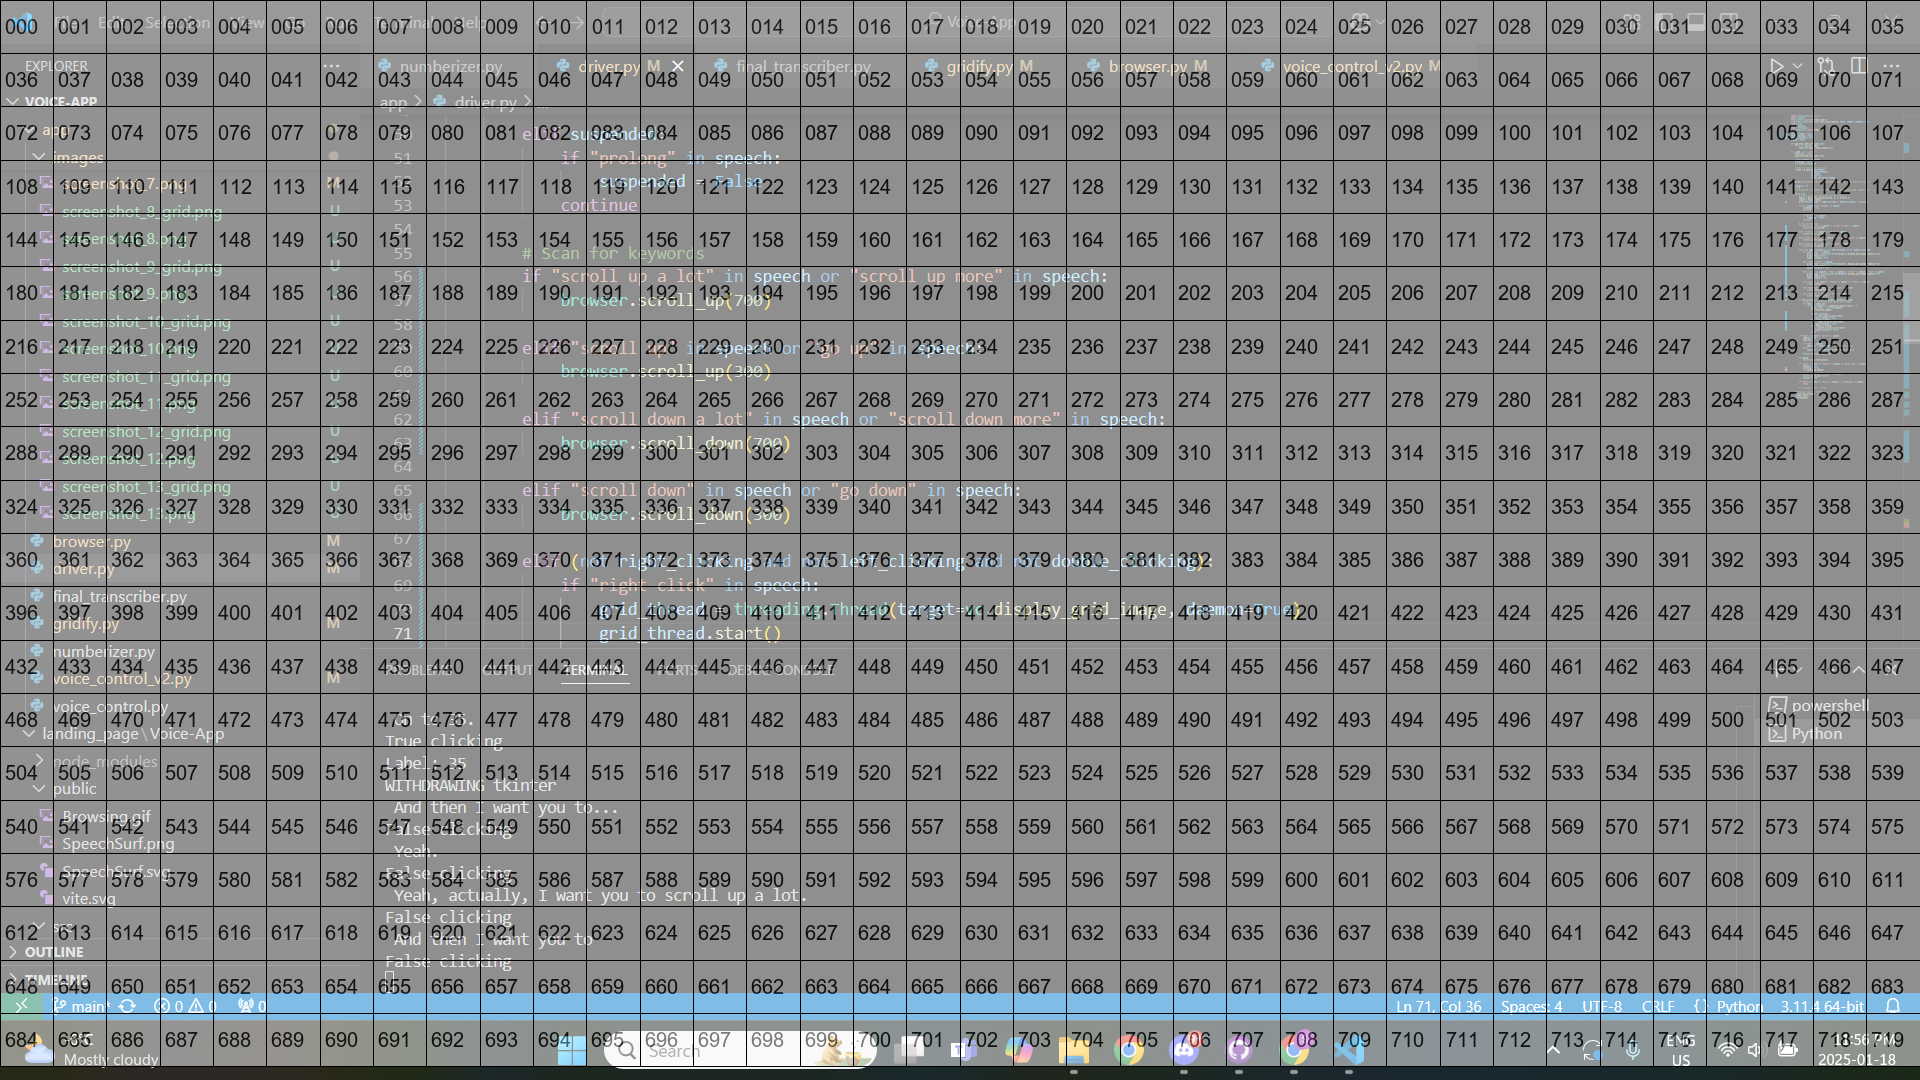 000 001 002 003 004 005 006 007 008 009 010 011 012 013 014 015 016 017 018 019 020 021 022 023 024 025 026 027 028 029 030 031 032 033 034 035
EXPLORER
numberizer.py
driver.py M
final_transcriber.py
gridify.py M
browser.py M
voice_control_v2.py M
036 037 038 039 040 041 042 043 044 045 046 047 048 049 050 051 052 053 054 055 056 057 058 059 060 061 062 063 064 065 066 067 068 069 070 071
VOICE-APP
app > driver.py > ...
072 073 074 075 076 077 078 079 080 081 082 083 084 085 086 087 088 089 090 091 092 093 094 095 096 097 098 099 100 101 102 103 104 105 106 107
app
elif suspended:
images
51 if "prolong" in speech:
screenshot_7.png M
suspended = False
108 109 110 111 112 113 114 115 116 117 118 119 120 121 122 123 124 125 126 127 128 129 130 131 132 133 134 135 136 137 138 139 140 141 142 143
53 continue
screenshot_8_grid.png U
54
144 145 146 147 148 149 150 151 152 153 154 155 156 157 158 159 160 161 162 163 164 165 166 167 168 169 170 171 172 173 174 175 176 177 178 179
screenshot_8.png U
55 # Scan for keywords
screenshot_9_grid.png U
56 if "scroll up a lot" in speech or "scroll up more" in speech:
180 181 182 183 184 185 186 187 188 189 190 191 192 193 194 195 196 197 198 199 200 201 202 203 204 205 206 207 208 209 210 211 212 213 214 215
screenshot_9.png U
57 browser.scroll_up(700)
screenshot_10_grid.png U
58
216 217 218 219 220 221 222 223 224 225 226 227 228 229 230 231 232 233 234 235 236 237 238 239 240 241 242 243 244 245 246 247 248 249 250 251
screenshot_10.png U
elif "scroll up" in speech or "go up" in speech:
60 browser.scroll_up(300)
screenshot_11_grid.png U
252 253 254 255 256 257 258 259 260 261 262 263 264 265 266 267 268 269 270 271 272 273 274 275 276 277 278 279 280 281 282 283 284 285 286 287
screenshot_11.png U
62 elif "scroll down a lot" in speech or "scroll down more" in speech:
screenshot_12_grid.png U
63 browser.scroll_down(700)
288 289 290 291 292 293 294 295 296 297 298 299 300 301 302 303 304 305 306 307 308 309 310 311 312 313 314 315 316 317 318 319 320 321 322 323
screenshot_12.png U
64
screenshot_13_grid.png U
65 elif "scroll down" in speech or "go down" in speech:
324 325 326 327 328 329 330 331 332 333 334 335 336 337 338 339 340 341 342 343 344 345 346 347 348 349 350 351 352 353 354 355 356 357 358 359
screenshot_13.png U
66 browser.scroll_down(300)
browser.py M
67
360 361 362 363 364 365 366 367 368 369 370 371 372 373 374 375 376 377 378 379 380 381 382 383 384 385 386 387 388 389 390 391 392 393 394 395
driver.py M
elif (not right_clicking and not left_clicking and not double_clicking):
69 if "right click" in speech:
final_transcriber.py
396 397 398 399 400 401 402 403 404 405 406 407 408 409 410 411 412 413 414 415 416 417 418 419 420 421 422 423 424 425 426 427 428 429 430 431
gridify.py M
71 grid_thread.start()
numberizer.py
432 433 434 435 436 437 438 439 440 441 442 443 444 445 446 447 448 449 450 451 452 453 454 455 456 457 458 459 460 461 462 463 464 465 466 467
PROBLEMS OUTPUT TERMINAL PORTS DEBUG CONSOLE
voice_control_v2.py M
voice_control.py
powershell
468 469 470 471 472 473 474 475 476 477 478 479 480 481 482 483 484 485 486 487 488 489 490 491 492 493 494 495 496 497 498 499 500 501 502 503
landing_page\Voice-App
Python
True clicking
node_modules
Label: 35
504 505 506 507 508 509 510 511 512 513 514 515 516 517 518 519 520 521 522 523 524 525 526 527 528 529 530 531 532 533 534 535 536 537 538 539
public
WITHDRAWING tkinter
Browsing.gif
And then I want you to...
540 541 542 543 544 545 546 547 548 549 550 551 552 553 554 555 556 557 558 559 560 561 562 563 564 565 566 567 568 569 570 571 572 573 574 575
False clicking
SpeechSurf.png
Yeah.
SpeechSurf.svg
False clicking
576 577 578 579 580 581 582 583 584 585 586 587 588 589 590 591 592 593 594 595 596 597 598 599 600 601 602 603 604 605 606 607 608 609 610 611
vite.svg
Yeah, actually, I want you to scroll up a lot.
False clicking
src
612 613 614 615 616 617 618 619 620 621 622 623 624 625 626 627 628 629 630 631 632 633 634 635 636 637 638 639 640 641 642 643 644 645 646 647
And then I want you to
OUTLINE
False clicking
TIMELINE
648 649 650 651 652 653 654 655 656 657 658 659 660 661 662 663 664 665 666 667 668 669 670 671 672 673 674 675 676 677 678 679 680 681 682 683
main* 0 0 0
Ln 71, Col 36 Spaces: 4 UTF-8 CRLF { } Python 3.11.4 64-bit
684 685 686 687 688 689 690 691 692 693 694 695 696 697 698 699 700 701 702 703 704 705 706 707 708 709 710 711 712 713 714 715 716 717 718 719
Mostly cloudy
Search
ENG
US
18:56 PM
2025-01-18